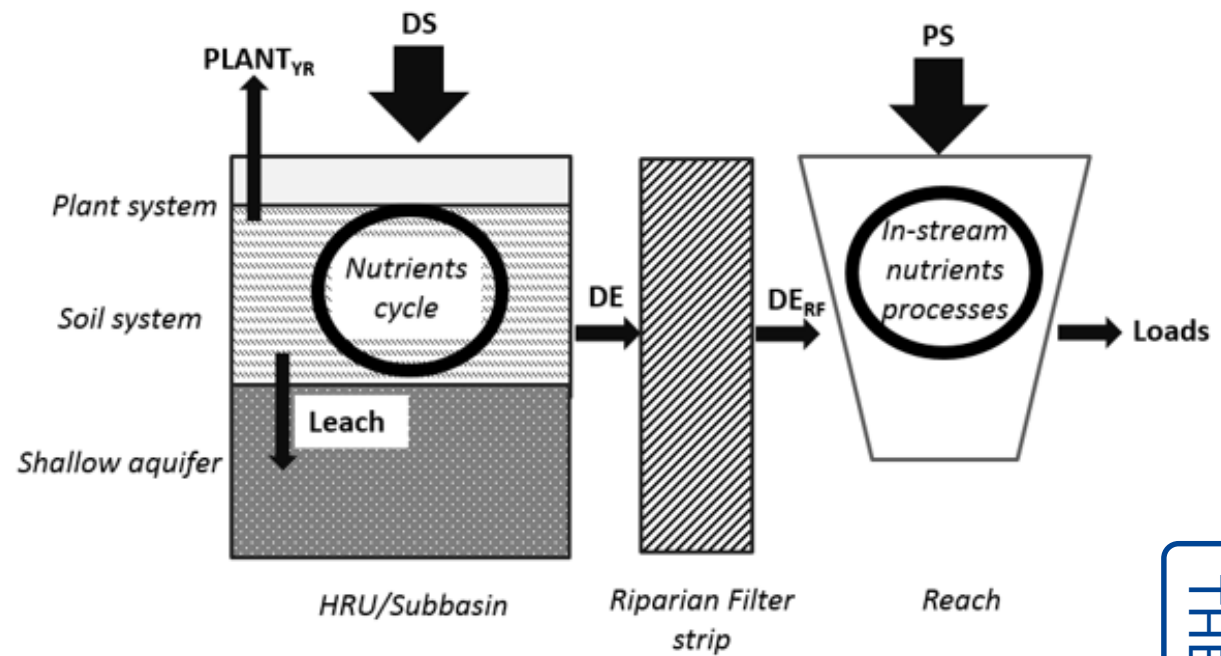 DS
PS
PLANT_YR
Plant system
Nutrients
cycle
In-stream
nutrients
processes
Soil system
DE
DE_RF
Loads
Leach
Shallow aquifer
HRU/Subbasin
Riparian Filter
strip
Reach
THE